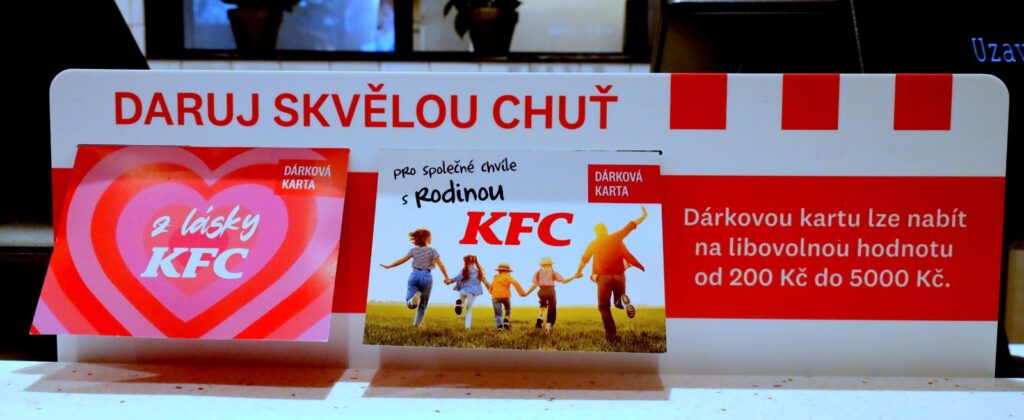 DARUJ SKVĚLOU CHUŤ
DÁRKOVÁ
KARTA
z lásky
KFC
pro společné chvíle
s Rodinou
DÁRKOVÁ
KARTA
KFC
Dárkovou kartu lze nabít
na libovolnou hodnotu
od 200 Kč do 5000 Kč.